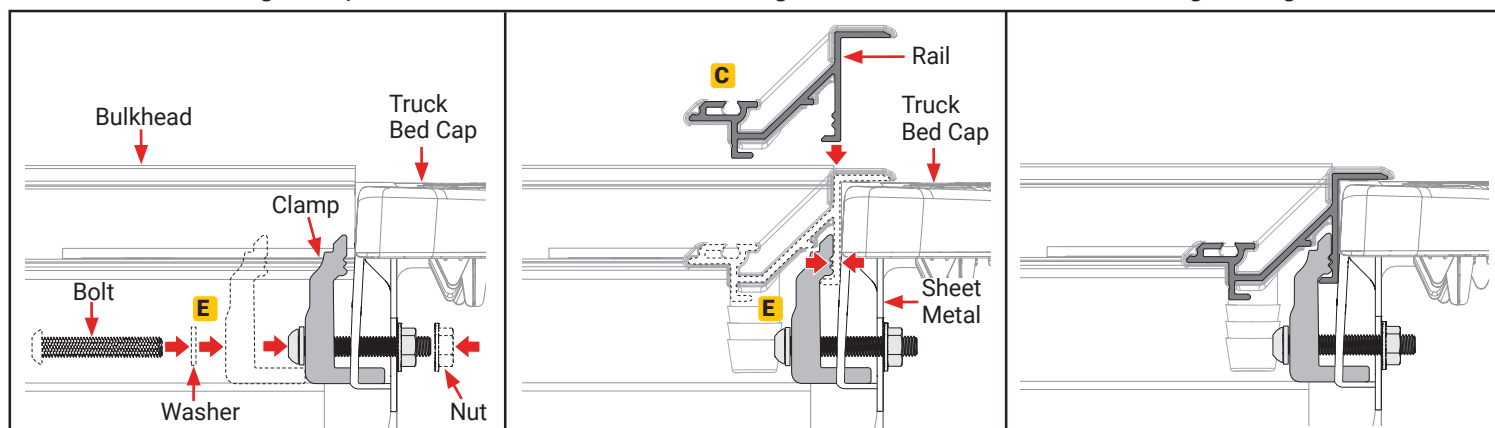 Bulkhead
Truck
Bed Cap
Clamp
Bolt
E
Washer
Nut
C
Rail
Truck
Bed Cap
E
Sheet
Metal